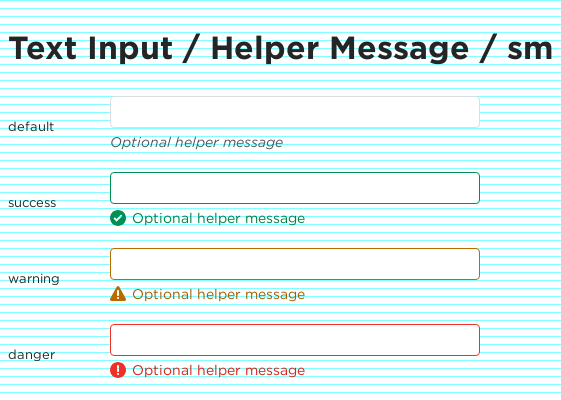 Text Input / Helper Message / sm
default
Optional helper message
success
Optional helper message
warning
Optional helper message
danger
Optional helper message